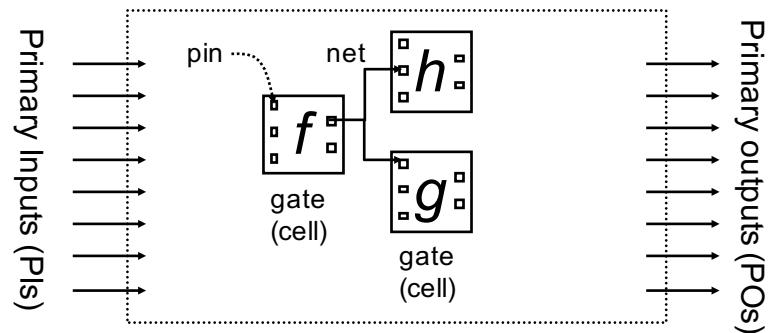 Primary Inputs (PIs)
pin
net
f
h
g
gate
(cell)
gate
(cell)
Primary outputs (POs)